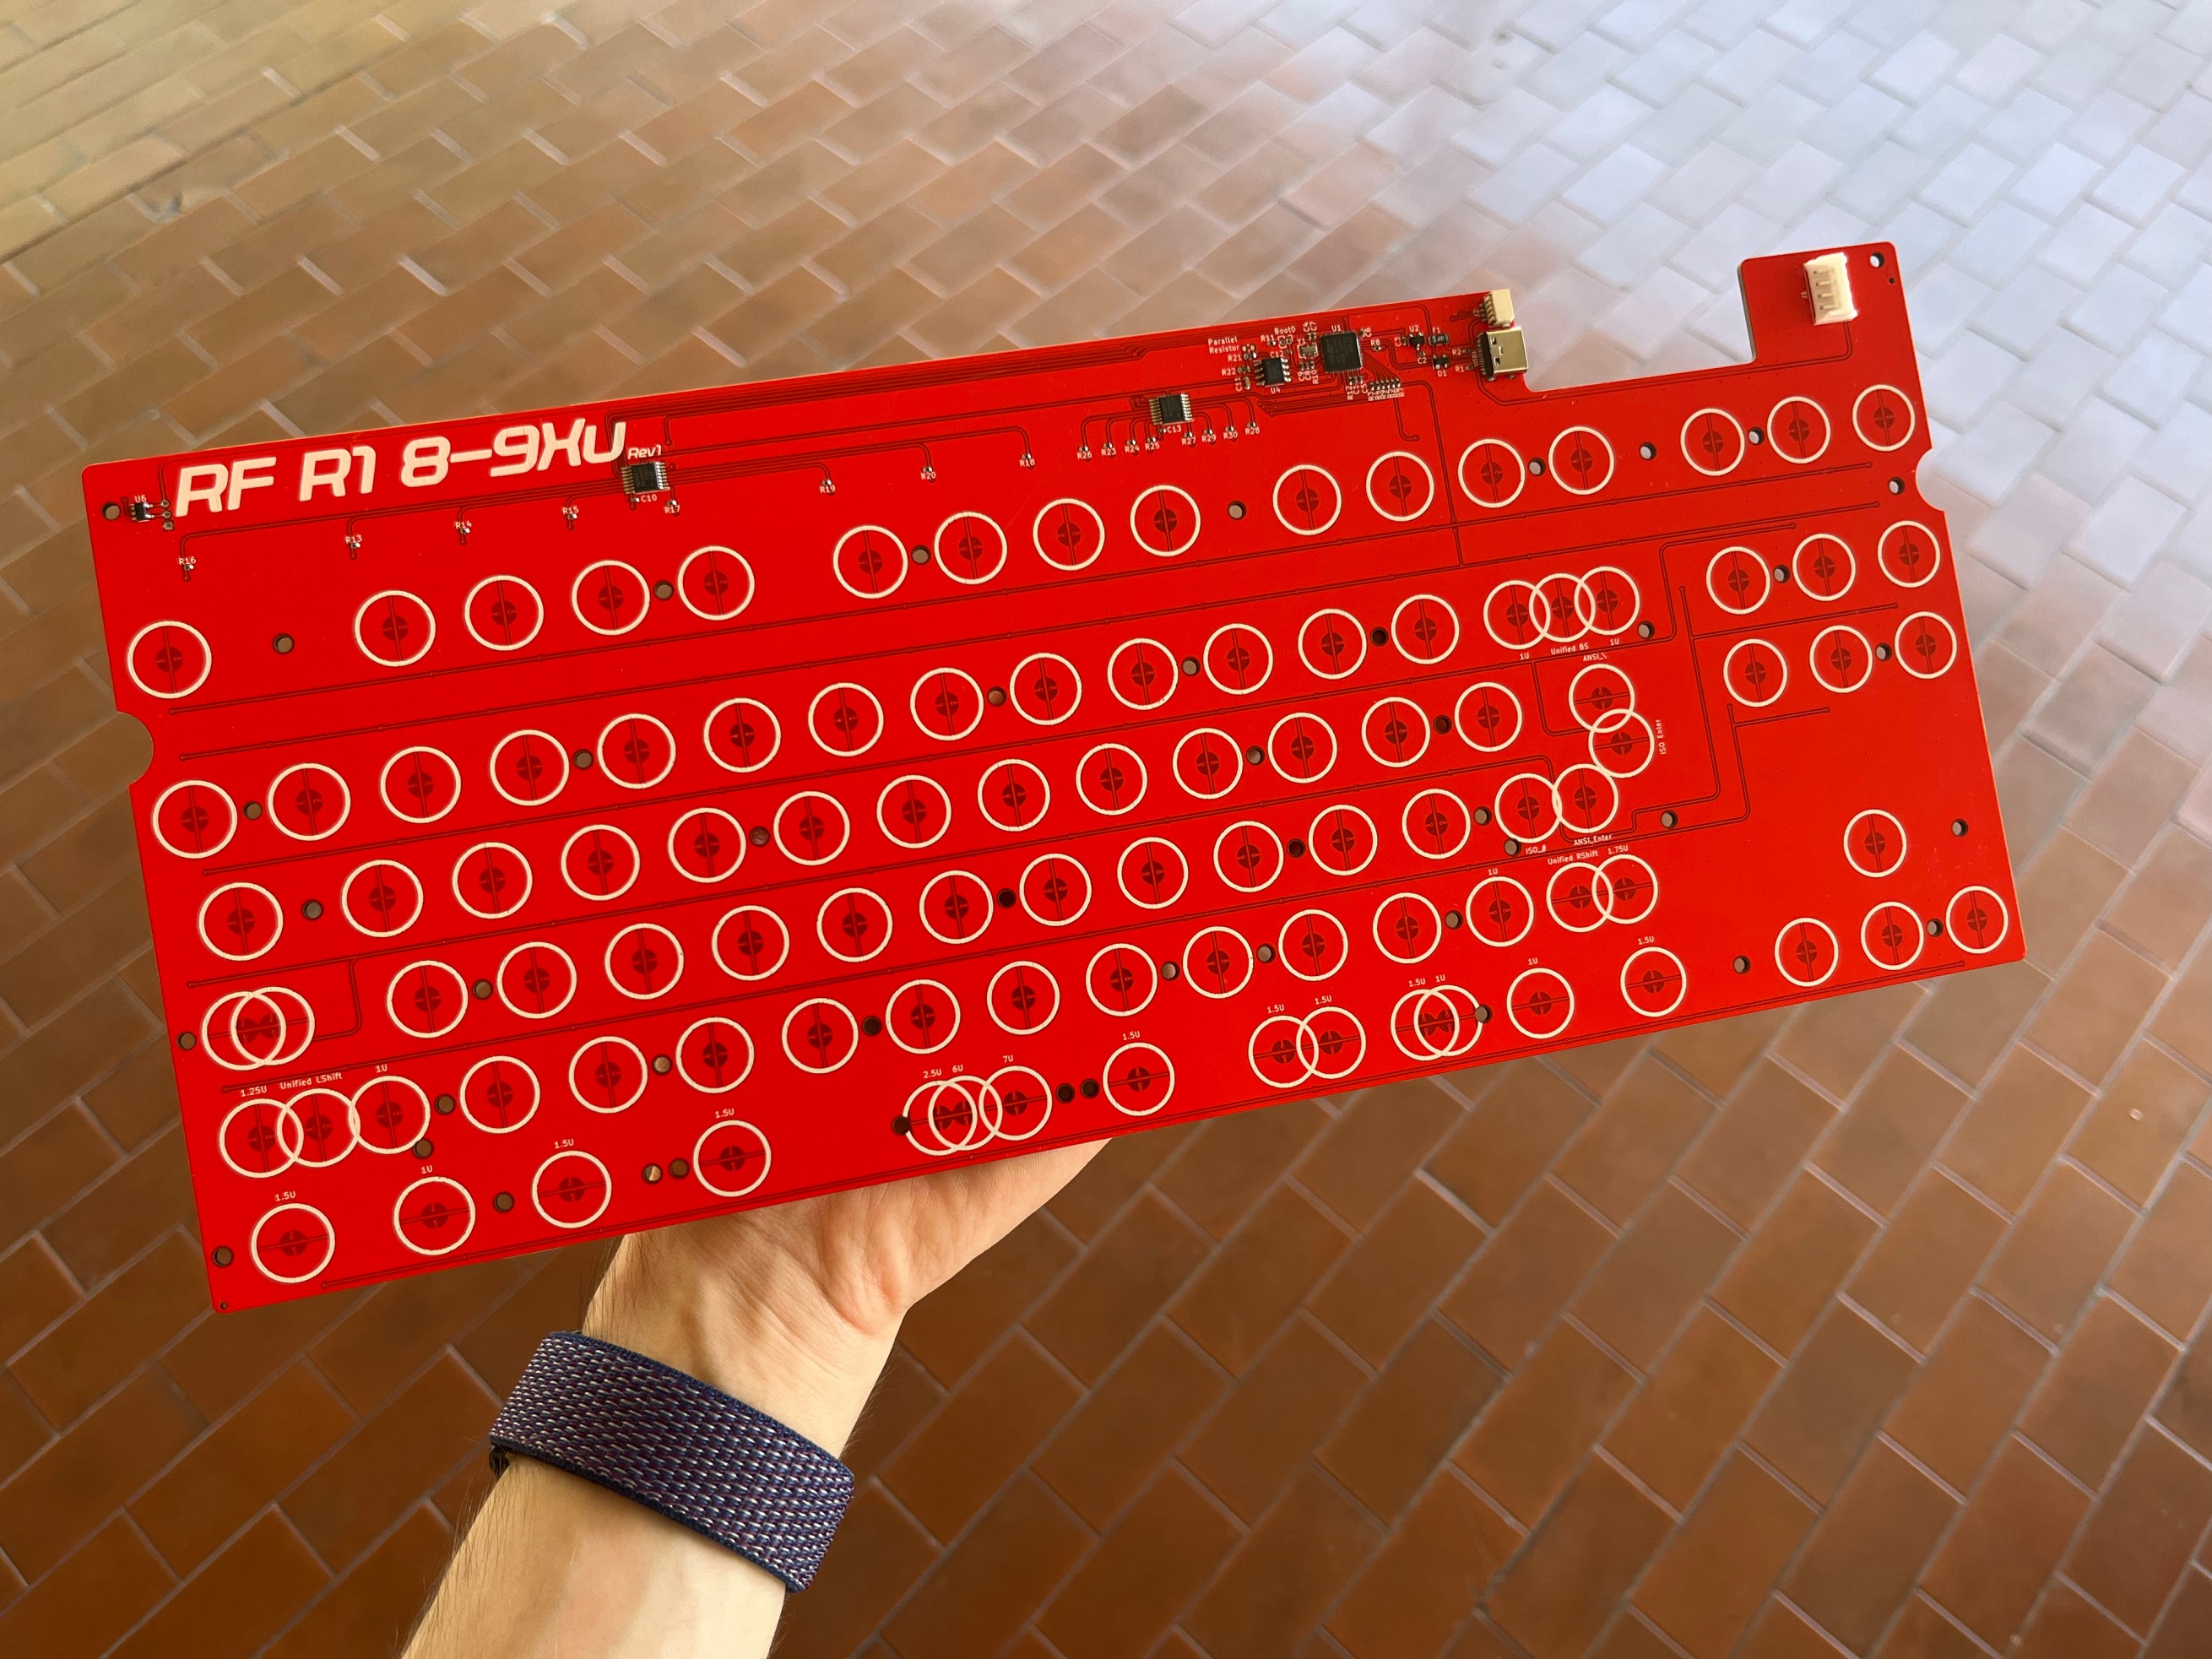 RF R1 8-9Xu
Rev1
U6
C10
R16
R13
R14
R15
R17
R19
R20
R18
R26
R23
R24
R25
C13
R27
R29
R30
R28
Parallel
Resistor
R21
R22
R11
Boot0
U4
U1
R8
U2
F1
C2
D1
R2
R1
J1
1U
Unified BS
1U
ANSI_\
ISO Enter
ISO_#
ANSI_Enter
Unified RShift
1.75U
1U
1.25U
Unified LShift
1U
1.5U
1U
1.5U
1.5U
2.5U
6U
7U
1.5U
1.5U
1.5U
1.5U
1U
1U
1.5U